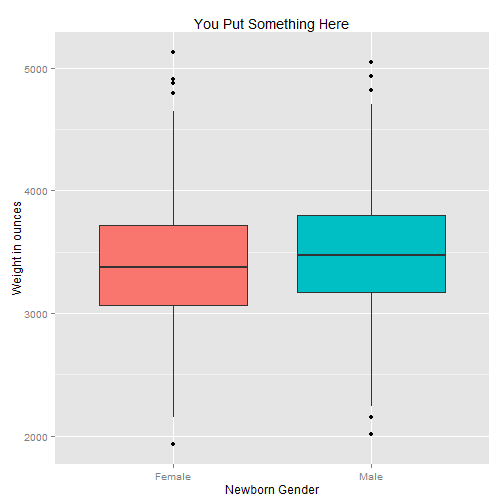 You Put Something Here
Weight in ounces
5000
4000
3000
2000
Female Male
Newborn Gender